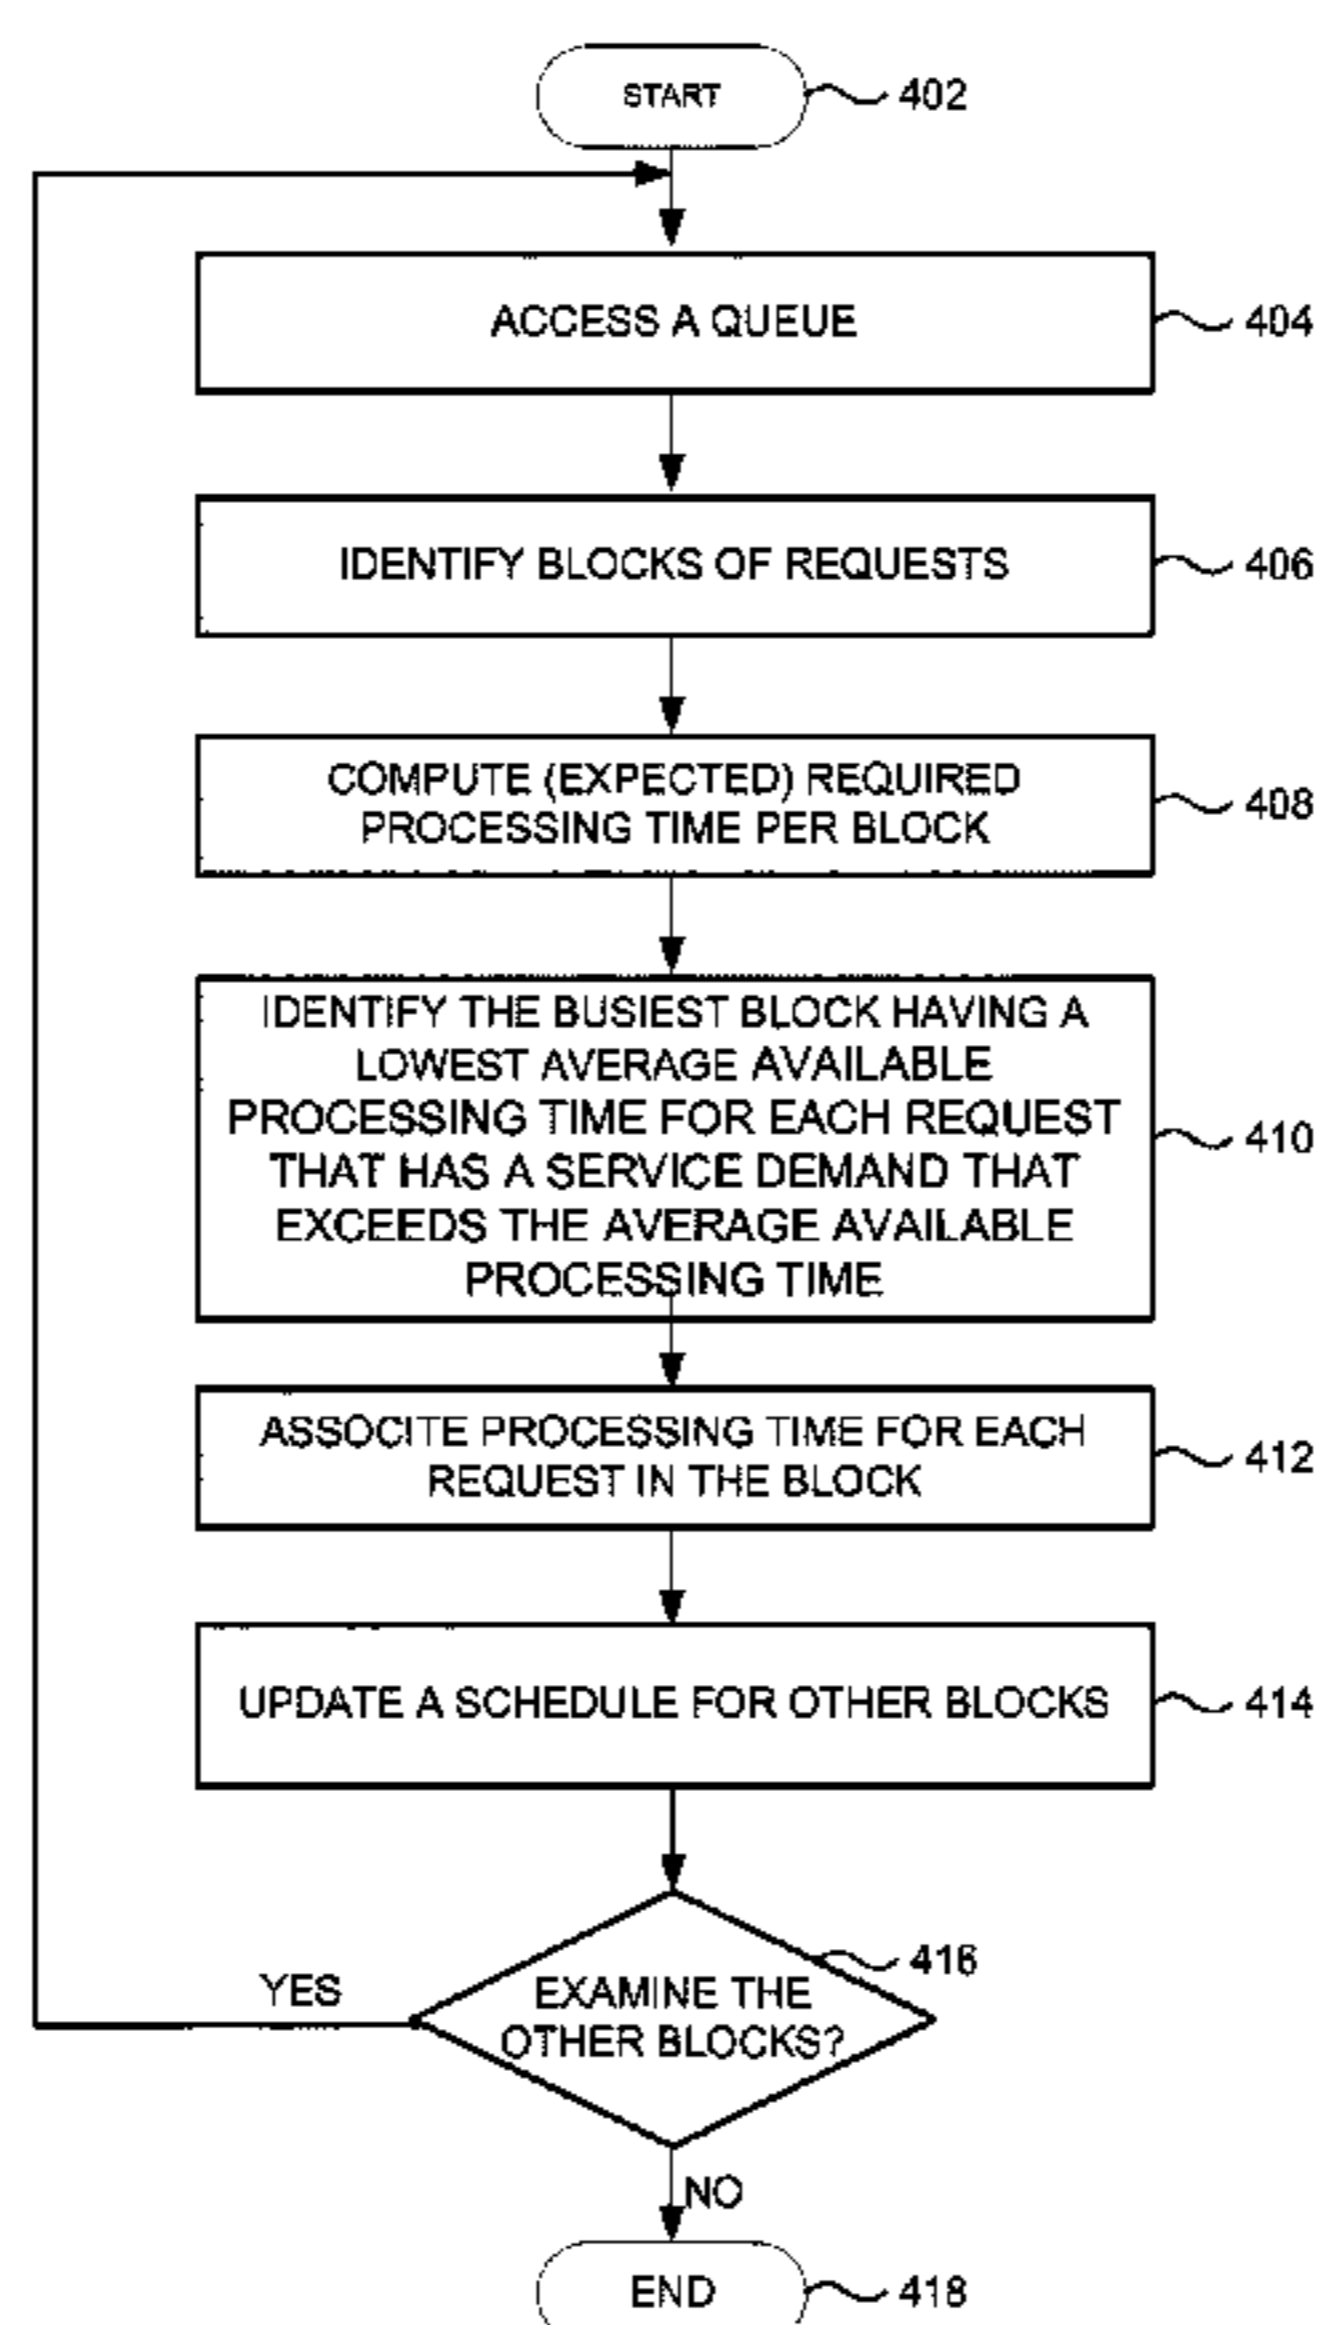 START
402
ACCESS A QUEUE
404
IDENTIFY BLOCKS OF REQUESTS
406
COMPUTE (EXPECTED) REQUIRED
PROCESSING TIME PER BLOCK
408
IDENTIFY THE BUSIEST BLOCK HAVING A
LOWEST AVERAGE AVAILABLE
PROCESSING TIME FOR EACH REQUEST
THAT HAS A SERVICE DEMAND THAT
EXCEEDS THE AVERAGE AVAILABLE
PROCESSING TIME
410
ASSOCITE PROCESSING TIME FOR EACH
REQUEST IN THE BLOCK
412
UPDATE A SCHEDULE FOR OTHER BLOCKS
414
416
EXAMINE THE
OTHER BLOCKS?
YES
NO
END
418